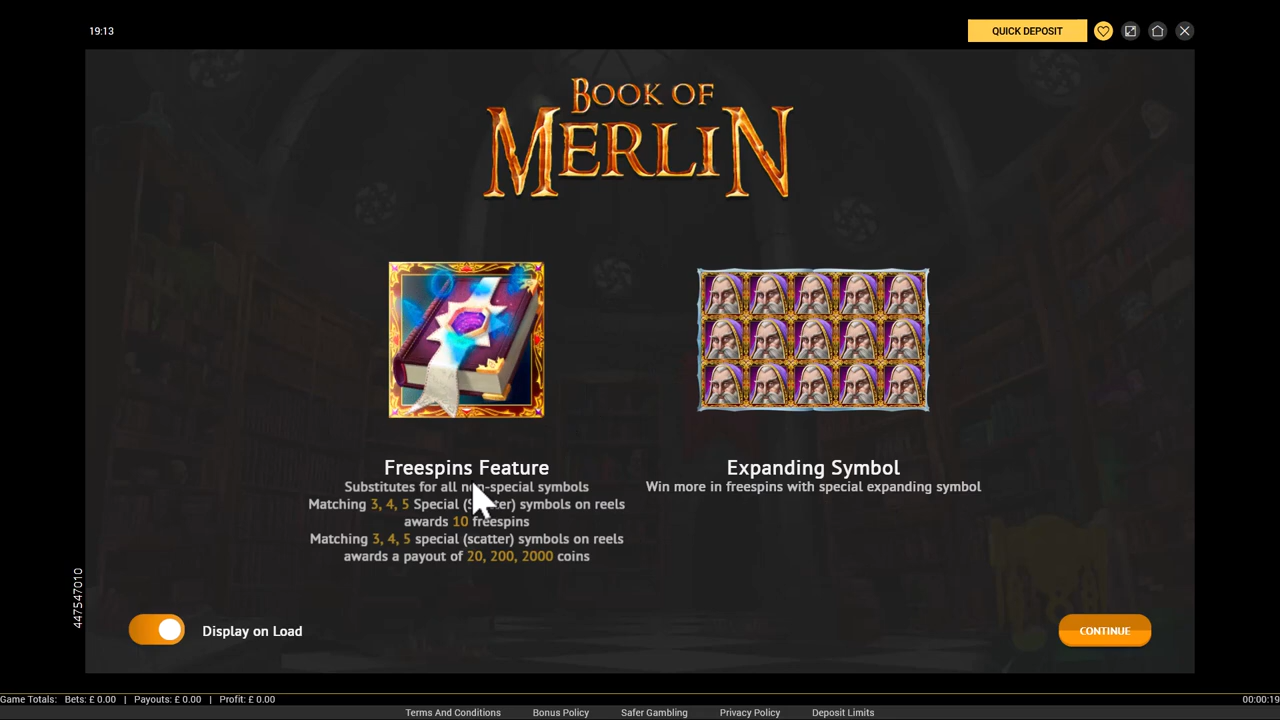 19:13
QUICK DEPOSIT
BOOK OF
MERLIN
Freespins Feature
Substitutes for all non-special symbols
Matching 3, 4, 5 Special (Scatter) symbols on reels
awards 10 freespins
Matching 3, 4, 5 special (scatter) symbols on reels
awards a payout of 20, 200, 2000 coins
Expanding Symbol
Win more in freespins with special expanding symbol
447547010
Display on Load
CONTINUE
Game Totals: Bets: £ 0.00 | Payouts: £ 0.00 | Profit: £ 0.00
00:00:19
Terms And Conditions Bonus Policy Safer Gambling Privacy Policy Deposit Limits